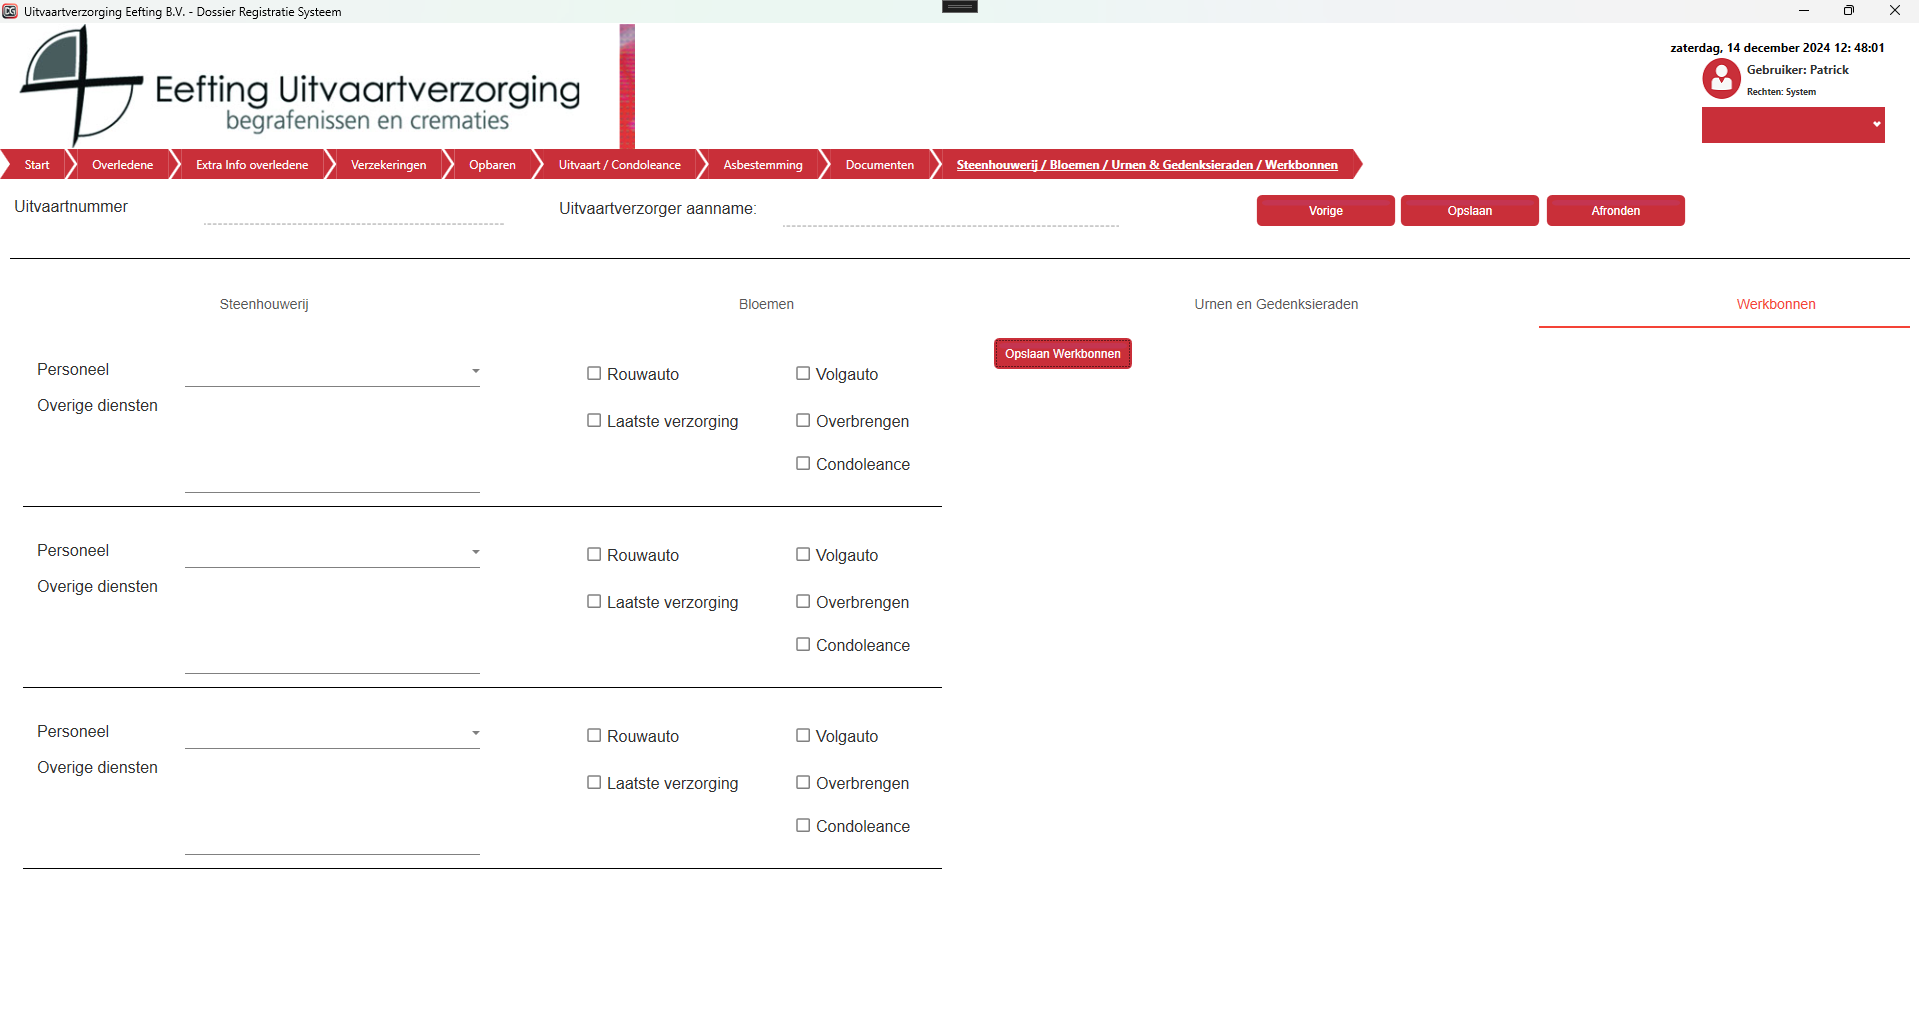 Uitvaartverzorging Eefting B.V. - Dossier Registratie Systeem
Eefting Uitvaartverzorging
begrafenissen en crematies
zaterdag, 14 december 2024 12: 48:01
Gebruiker: Patrick
Rechten: System
Start Overledene Extra Info overledene Verzekeringen Opbaren Uitvaart / Condoleance Asbestemming Documenten Steenhouwerij / Bloemen / Urnen & Gedenksieraden / Werkbonnen
Uitvaartnummer Uitvaartverzorger aanname: Vorige Opslaan Afronden
Steenhouwerij Bloemen Urnen en Gedenksieraden Werkbonnen
Opslaan Werkbonnen
Personeel Rouwauto Volgauto
Overige diensten Laatste verzorging Overbrengen
Condoleance
Personeel Rouwauto Volgauto
Overige diensten Laatste verzorging Overbrengen
Condoleance
Personeel Rouwauto Volgauto
Overige diensten Laatste verzorging Overbrengen
Condoleance